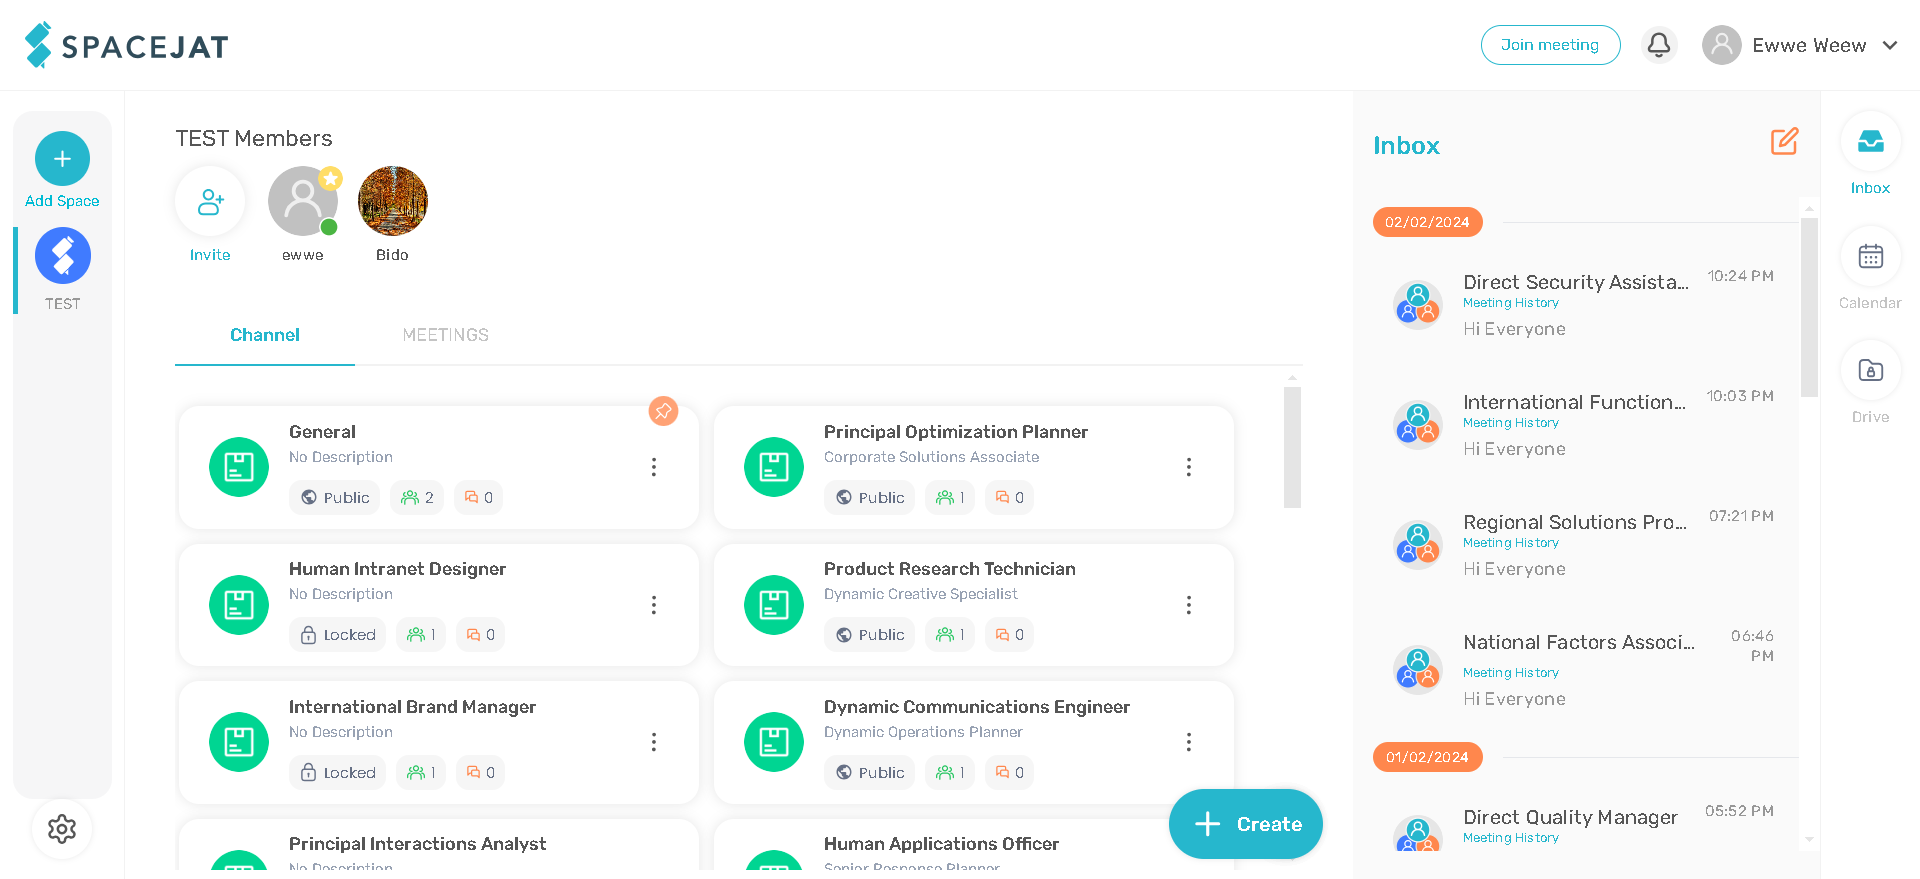 SPACEJAT
Join meeting
Ewwe Weew
Add Space
TEST
TEST Members
Invite
ewwe
Bido
Channel
MEETINGS
General
No Description
Public
2
0
Principal Optimization Planner
Corporate Solutions Associate
Public
1
0
Human Intranet Designer
No Description
Locked
1
0
Product Research Technician
Dynamic Creative Specialist
Public
1
0
International Brand Manager
No Description
Locked
1
0
Dynamic Communications Engineer
Dynamic Operations Planner
Public
1
0
Principal Interactions Analyst
No Description
Human Applications Officer
Senior Response Planner
Create
Inbox
02/02/2024
Direct Security Assista...
10:24 PM
Meeting History
Hi Everyone
International Function...
10:03 PM
Meeting History
Hi Everyone
Regional Solutions Pro...
07:21 PM
Meeting History
Hi Everyone
National Factors Associ...
06:46
PM
Meeting History
Hi Everyone
01/02/2024
Direct Quality Manager
05:52 PM
Meeting History
Inbox
Calendar
Drive